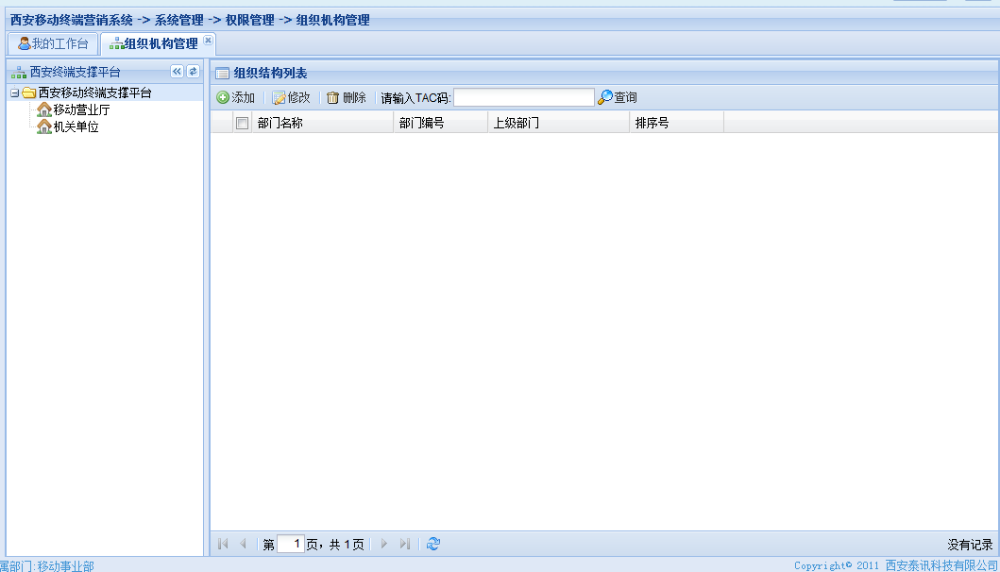 西安移动终端营销系统 -> 系统管理 -> 权限管理 -> 组织机构管理
我的工作台 组织机构管理
西安终端支撑平台
西安移动终端支撑平台
移动营业厅
机关单位
组织结构列表
添加 修改 删除 请输入TAC码: 查询
部门名称 部门编号 上级部门 排序号
第 1 页，共 1 页
没有记录
属部门:移动事业部
Copyright© 2011 西安泰讯科技有限公司